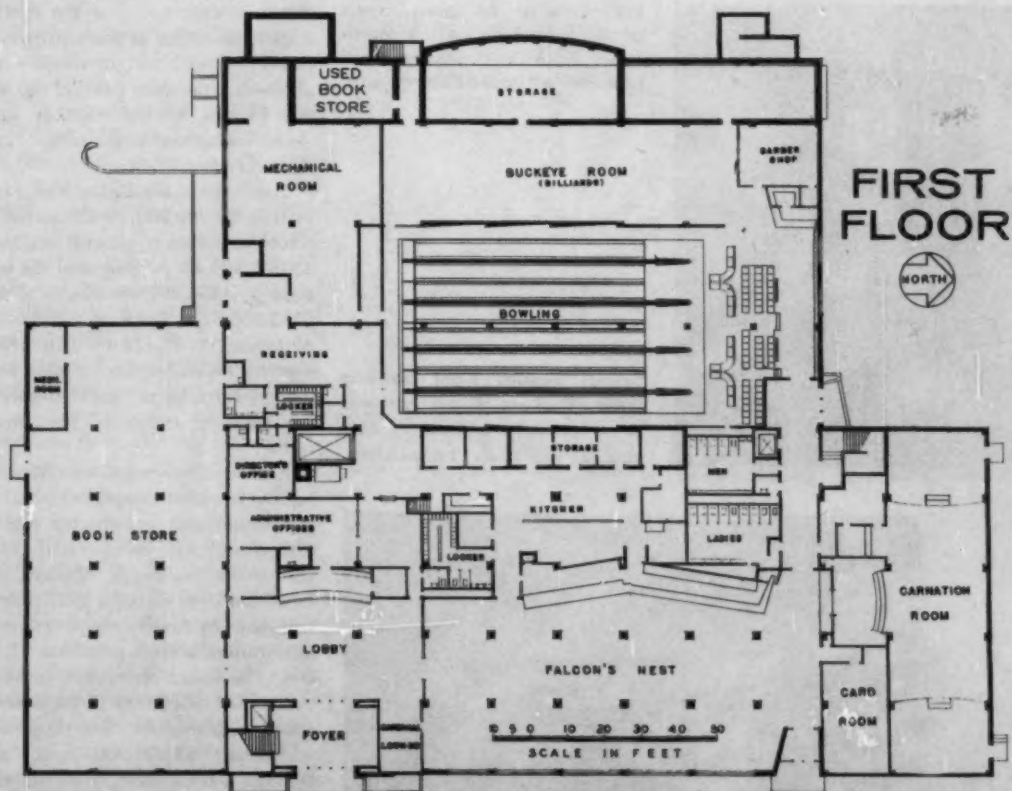 USED
BOOK
STORE
STORAGE
MECHANICAL
ROOM
BUCKEYE ROOM
(BILLIARDS)
BARBER
SHOP
FIRST
FLOOR
NORTH
BOWLING
RECEIVING
ROOM
LOCKER
STORAGE
DIRECTOR'S
OFFICE
MEN
KITCHEN
BOOK STORE
ADMINISTRATIVE
OFFICES
LADIES
LOCKER
CARNATION
ROOM
LOBBY
FALCON'S NEST
CARD
ROOM
FOYER
10 5 0 10 20 30 40 50
SCALE IN FEET